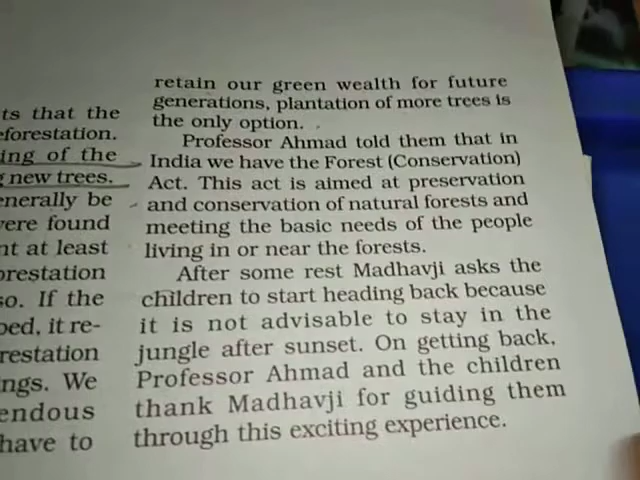 ts that the
eforestation.
ing of the
new trees.
enerally be
vere found
nt at least
orestation
so. If the
ped, it re-
restation
ngs. We
endous
have to
retain our green wealth for future
generations, plantation of more trees is
the only option.
Professor Ahmad told them that in
India we have the Forest (Conservation)
Act. This act is aimed at preservation
and conservation of natural forests and
meeting the basic needs of the people
living in or near the forests.
After some rest Madhavji asks the
children to start heading back because
it is not advisable to stay in the
jungle after sunset. On getting back,
Professor Ahmad and the children
thank Madhavji for guiding them
through this exciting experience.